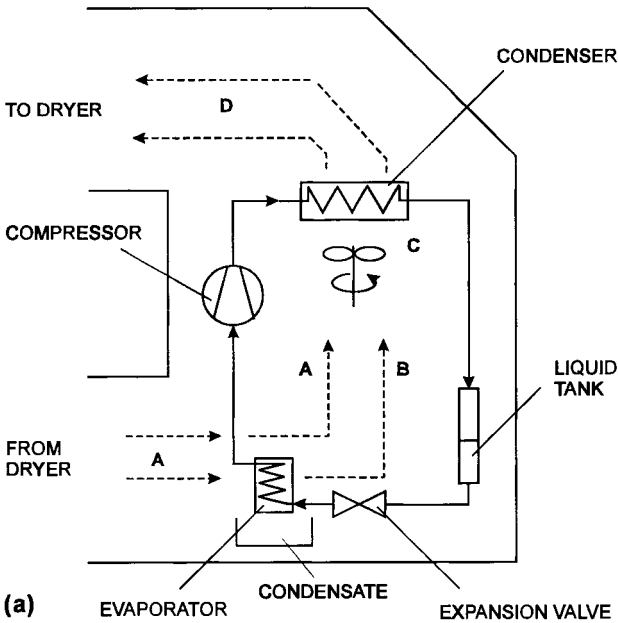 CONDENSER
D
TO DRYER
COMPRESSOR
C
A
B
LIQUID
TANK
FROM
DRYER
A
(a)
EVAPORATOR
CONDENSATE
EXPANSION VALVE